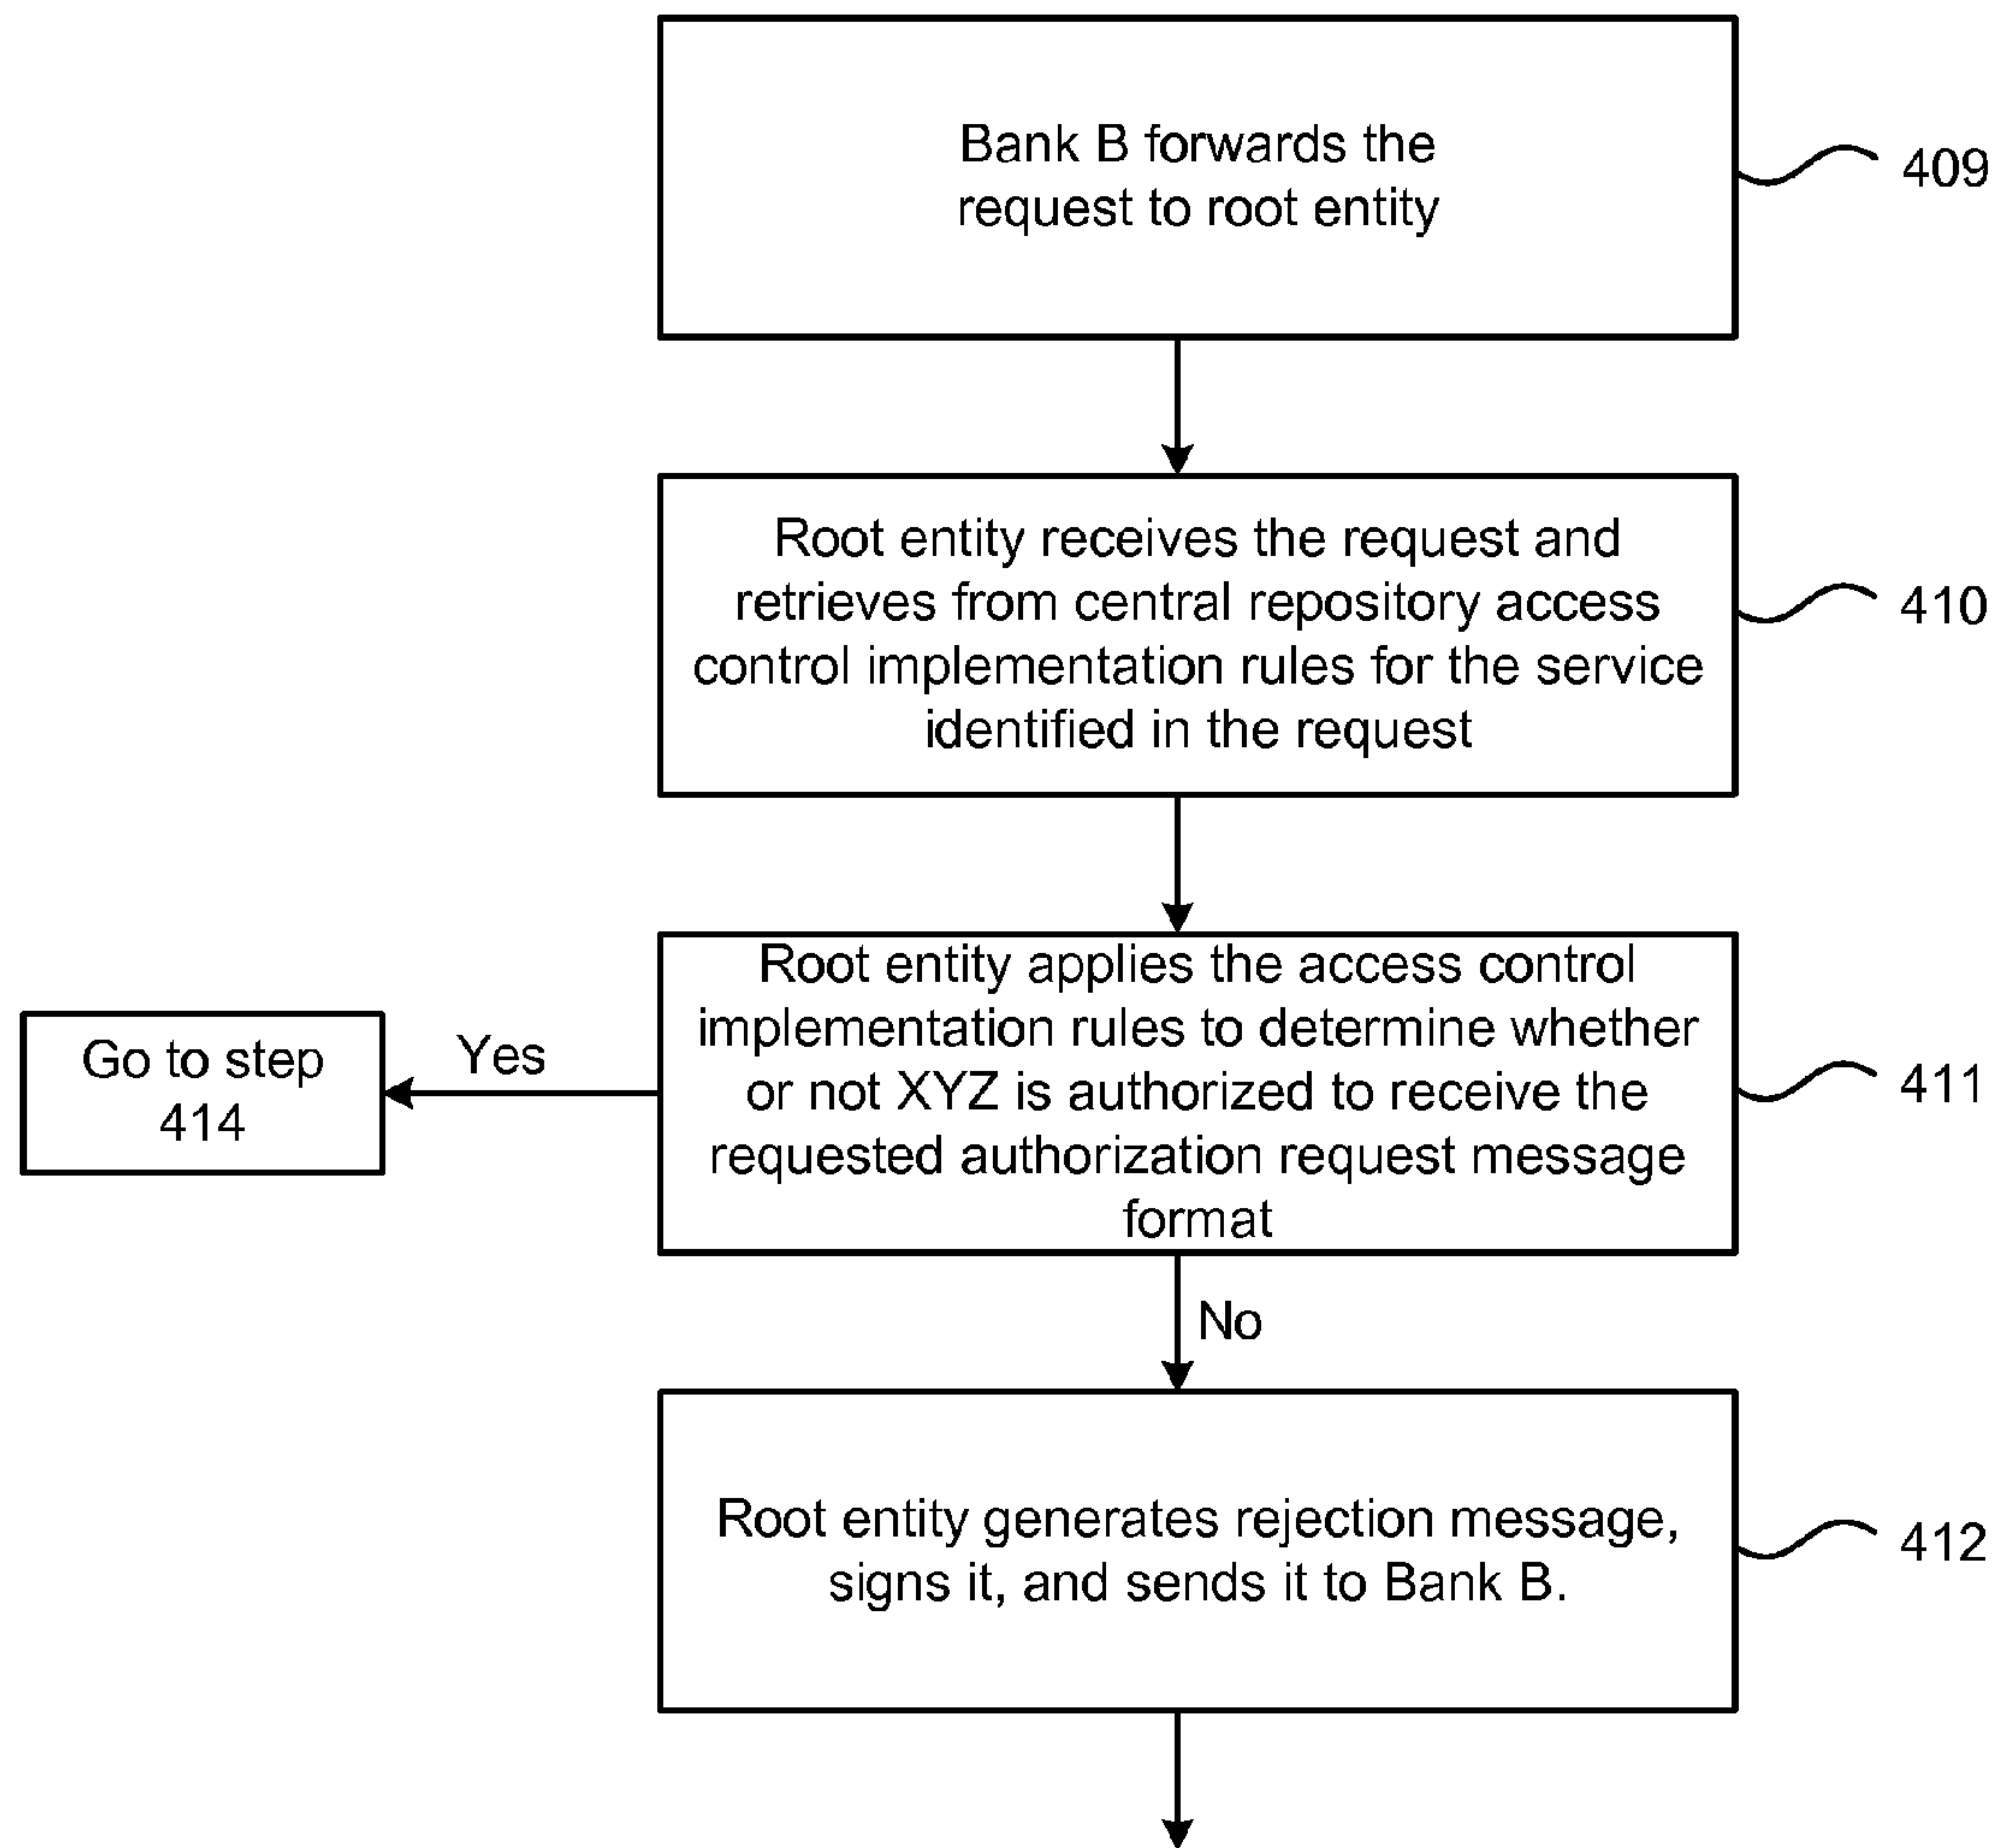 Bank B forwards the
request to root entity
409
Root entity receives the request and
retrieves from central repository access
control implementation rules for the service
identified in the request
410
Root entity applies the access control
implementation rules to determine whether
or not XYZ is authorized to receive the
requested authorization request message
format
411
Yes
Go to step
414
No
Root entity generates rejection message,
signs it, and sends it to Bank B.
412